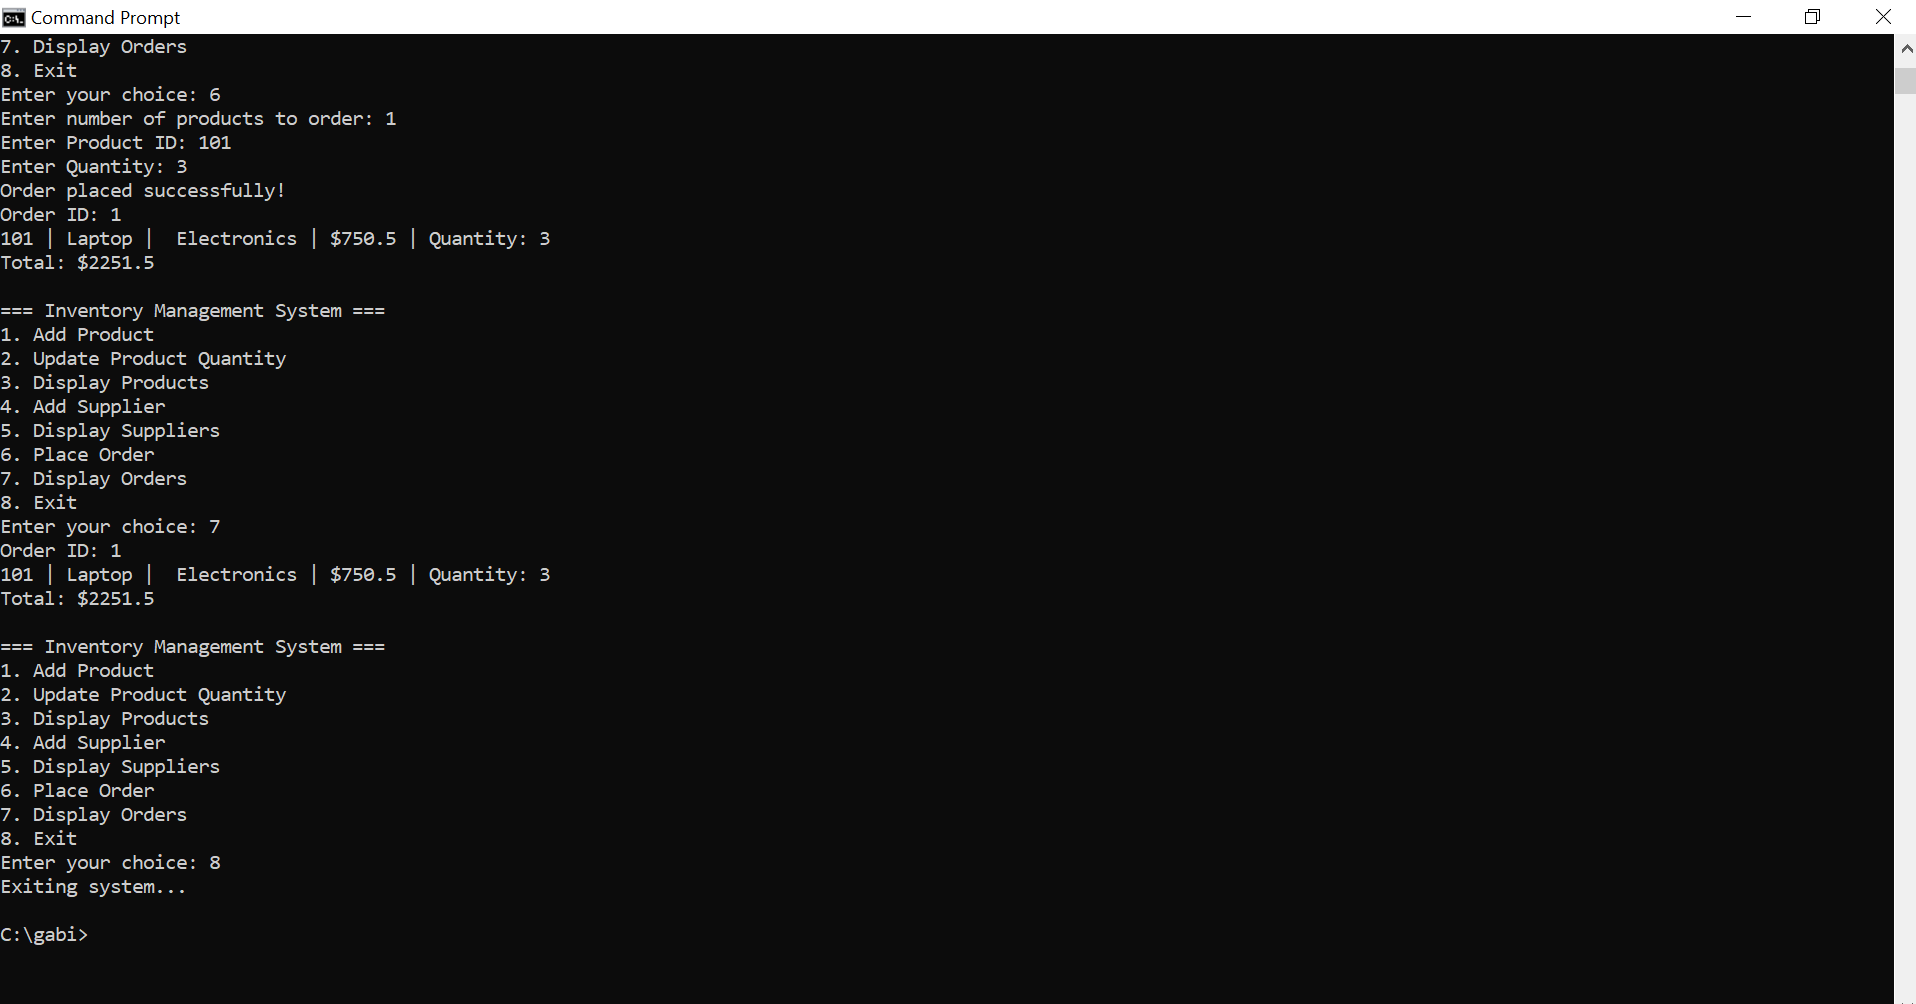 Command Prompt
7. Display Orders
8. Exit
Enter your choice: 6
Enter number of products to order: 1
Enter Product ID: 101
Enter Quantity: 3
Order placed successfully!
Order ID: 1
101 | Laptop |  Electronics | $750.5 | Quantity: 3
Total: $2251.5

=== Inventory Management System ===
1. Add Product
2. Update Product Quantity
3. Display Products
4. Add Supplier
5. Display Suppliers
6. Place Order
7. Display Orders
8. Exit
Enter your choice: 7
Order ID: 1
101 | Laptop |  Electronics | $750.5 | Quantity: 3
Total: $2251.5

=== Inventory Management System ===
1. Add Product
2. Update Product Quantity
3. Display Products
4. Add Supplier
5. Display Suppliers
6. Place Order
7. Display Orders
8. Exit
Enter your choice: 8
Exiting system...

C:\gabi>